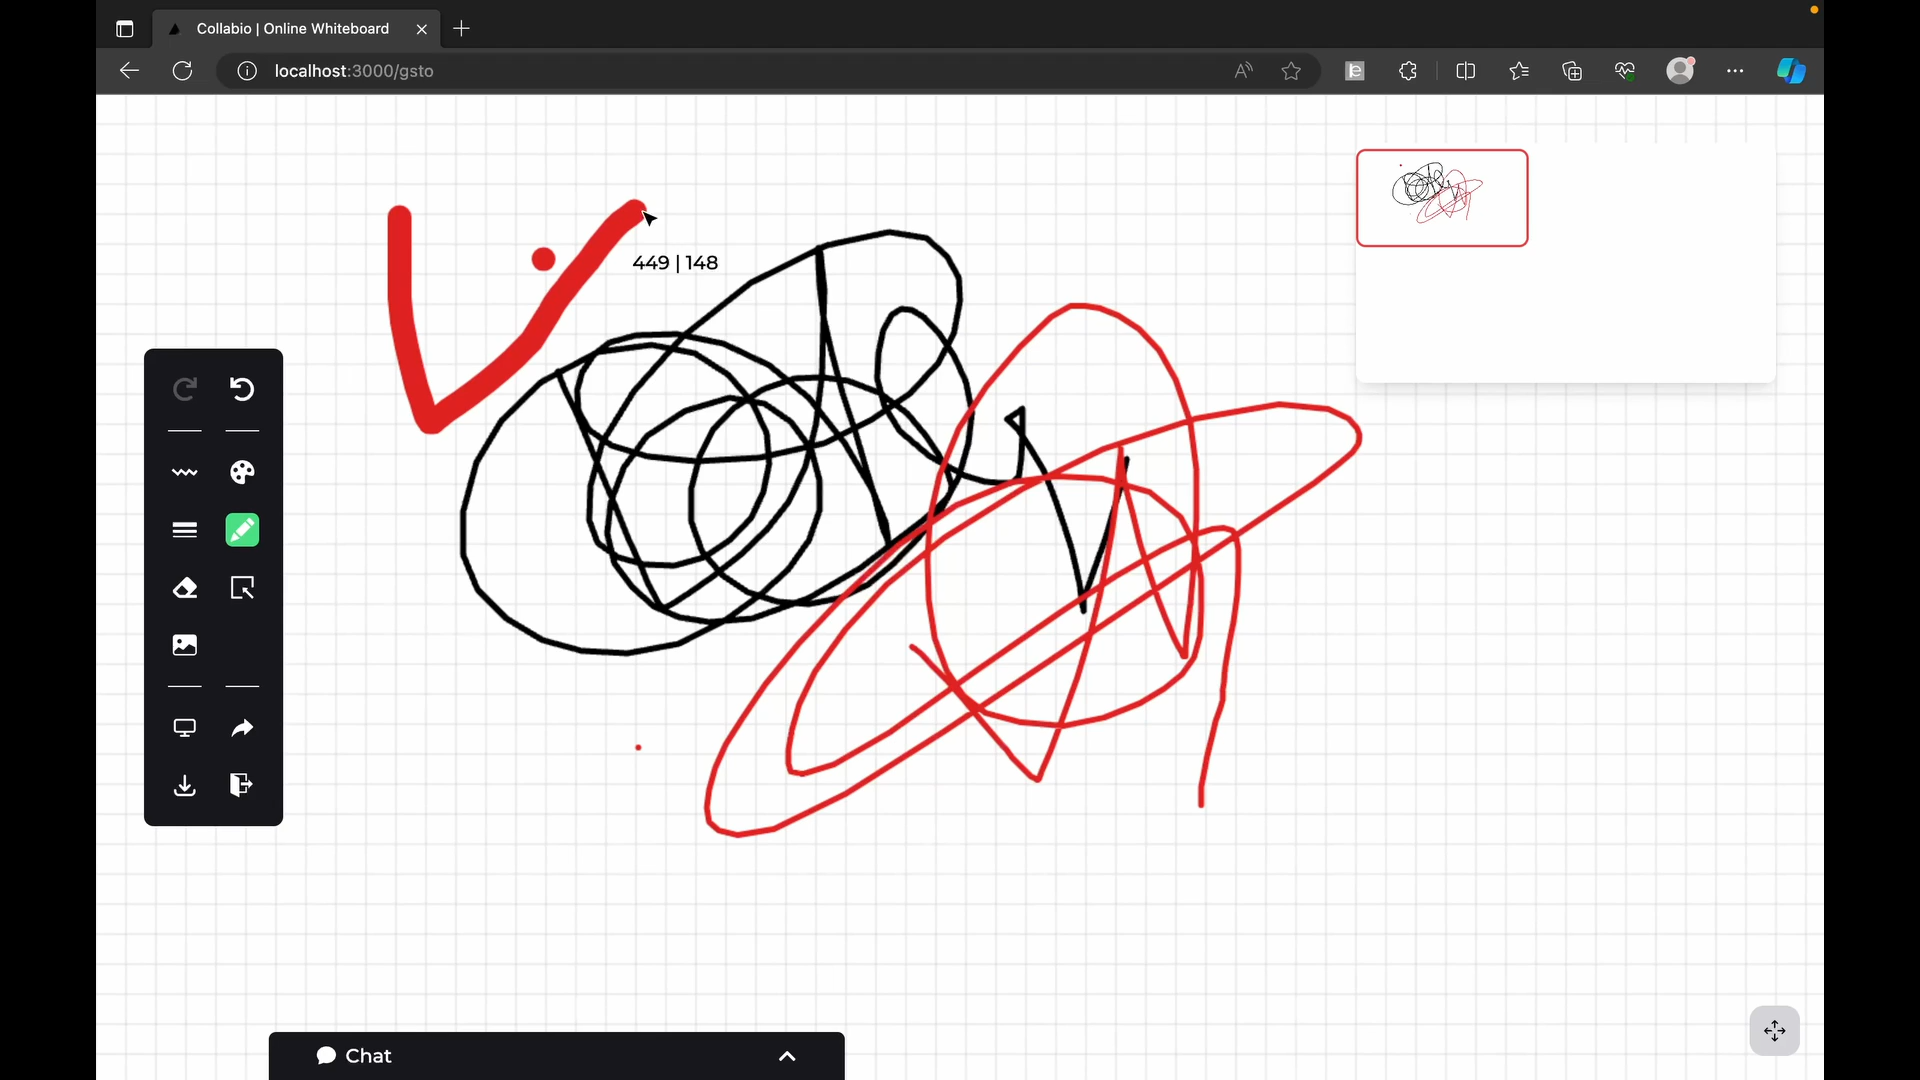 Collabio | Online Whiteboard
localhost:3000/gsto
449 | 148
Chat